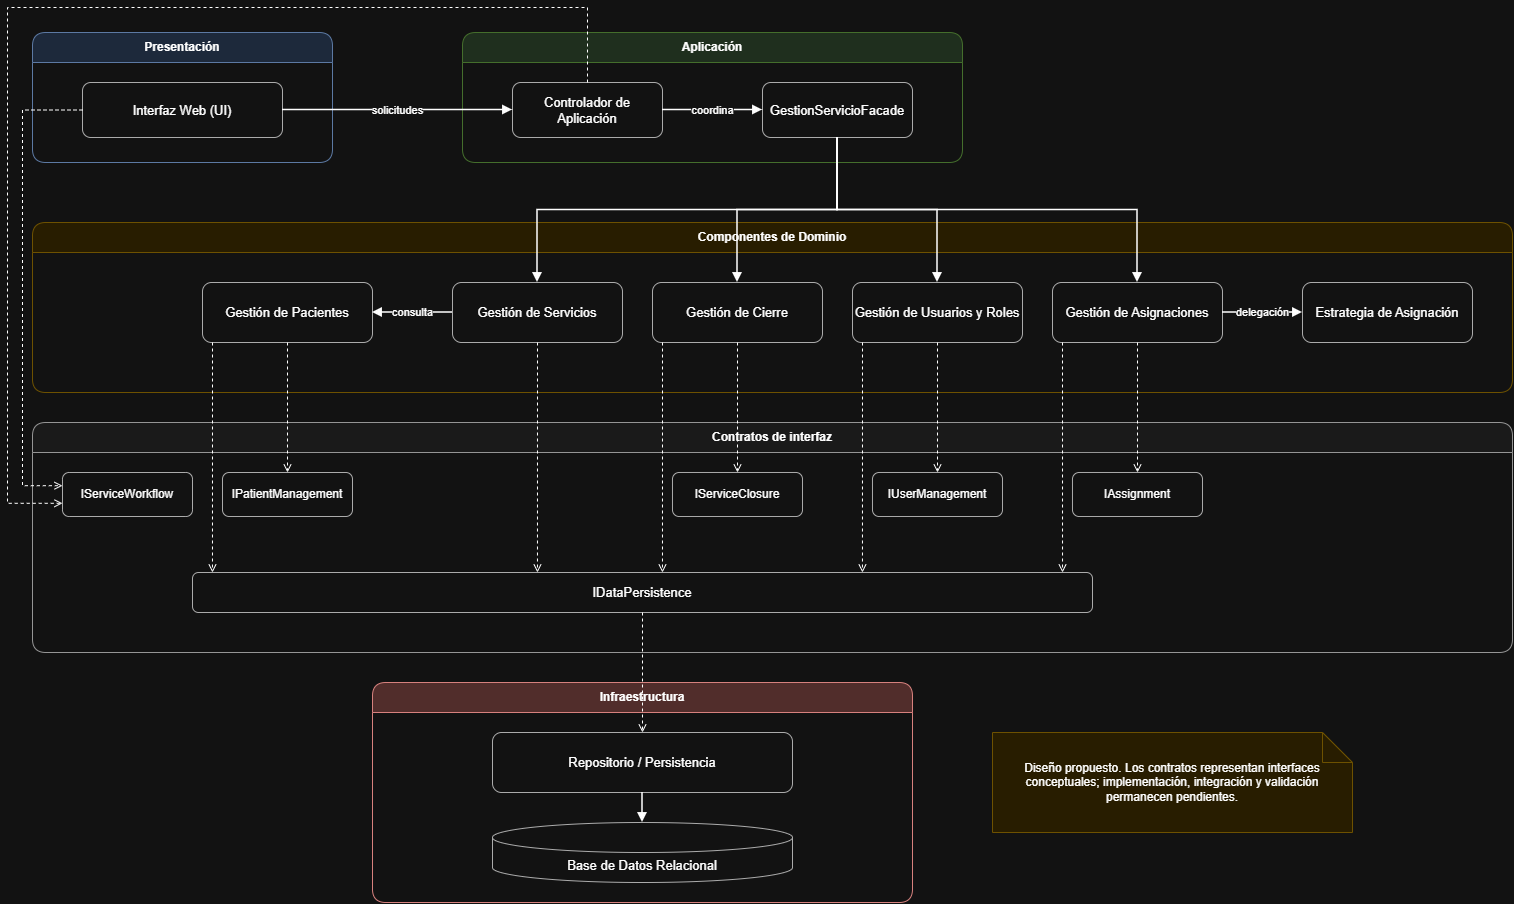 Presentación
Aplicación
Interfaz Web (UI)
solicitudes
Controlador de
Aplicación
coordina
GestionServicioFacade
Componentes de Dominio
Gestión de Pacientes
consulta
Gestión de Servicios
Gestión de Cierre
Gestión de Usuarios y Roles
Gestión de Asignaciones
delegación
Estrategia de Asignación
Contratos de interfaz
IServiceWorkflow
IPatientManagement
IServiceClosure
IUserManagement
IAssignment
IDataPersistence
Infraestructura
Repositorio / Persistencia
Base de Datos Relacional
Diseño propuesto. Los contratos representan interfaces
conceptuales; implementación, integración y validación
permanecen pendientes.